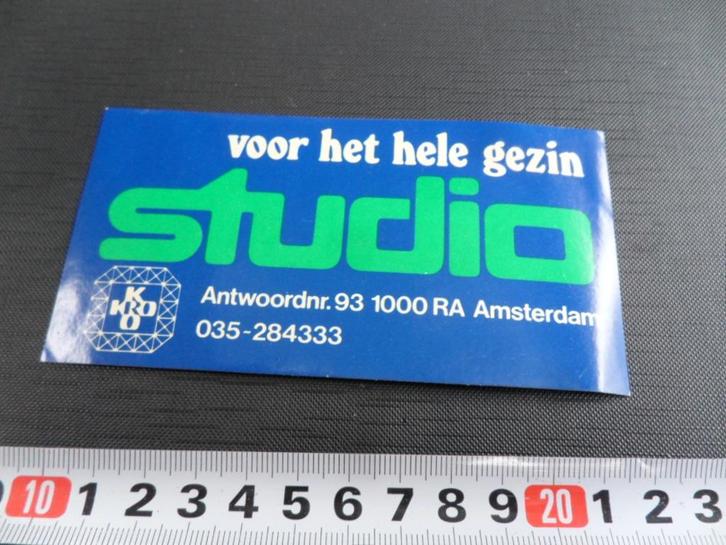 voor het hele gezin
studio
KRO
KRO
Antwoordnr. 93 1000 RA Amsterdam
035-284333
10 1 2 3 4 5 6 7 8 9 20 1 2 3